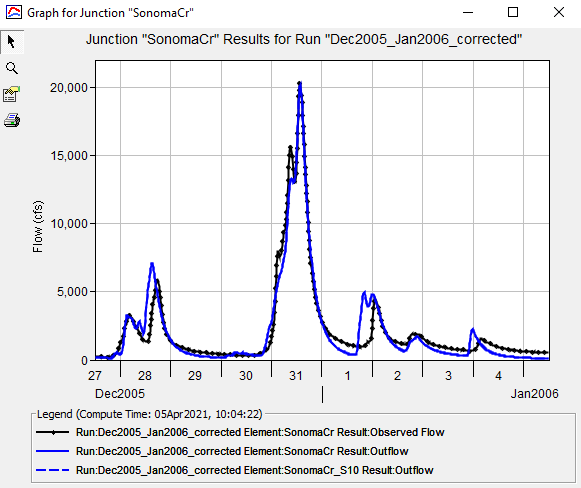 Graph for Junction "SonomaCr"
Junction "SonomaCr" Results for Run "Dec2005_Jan2006_corrected"
20,000
15,000
10,000
5,000
0
Flow (cfs)
27 28 29 30 31 1 2 3 4
Dec2005 Jan2006
Legend (Compute Time: 05Apr2021, 10:04:22)
Run:Dec2005_Jan2006_corrected Element:SonomaCr Result:Observed Flow
Run:Dec2005_Jan2006_corrected Element:SonomaCr Result:Outflow
Run:Dec2005_Jan2006_corrected Element:SonomaCr_S10 Result:Outflow